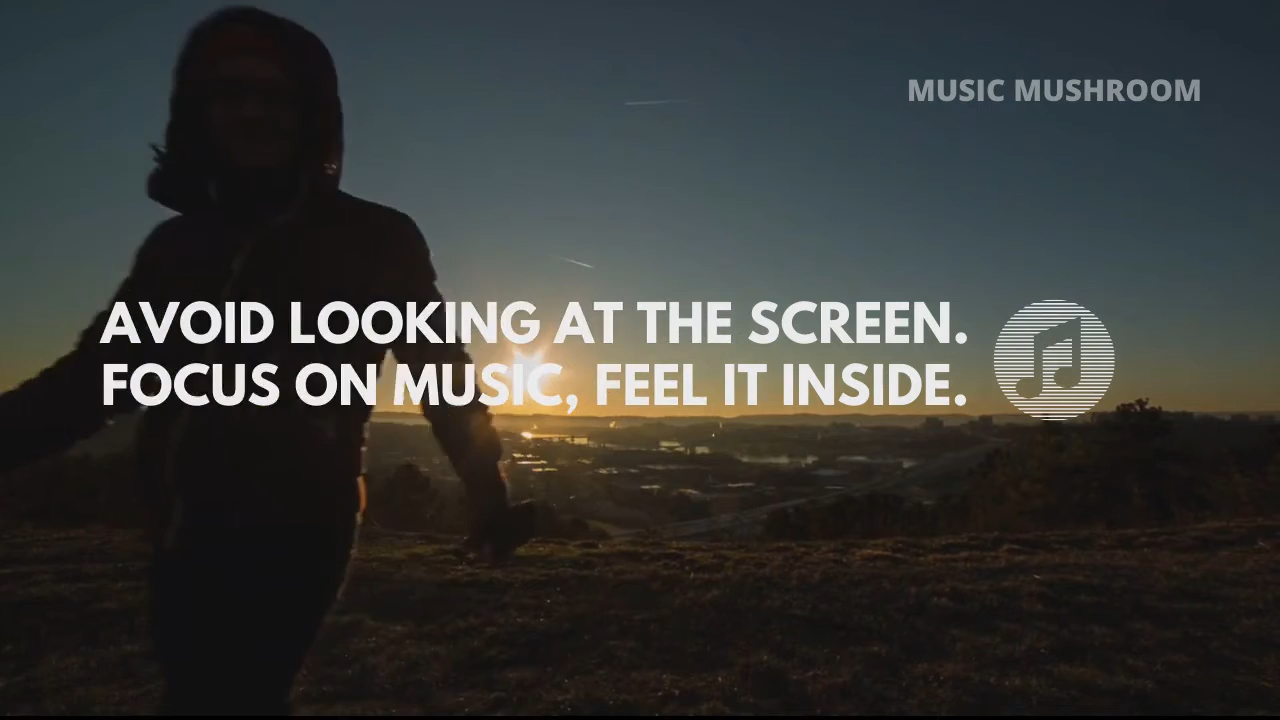 MUSIC MUSHROOM
AVOID LOOKING AT THE SCREEN.
FOCUS ON MUSIC, FEEL IT INSIDE.